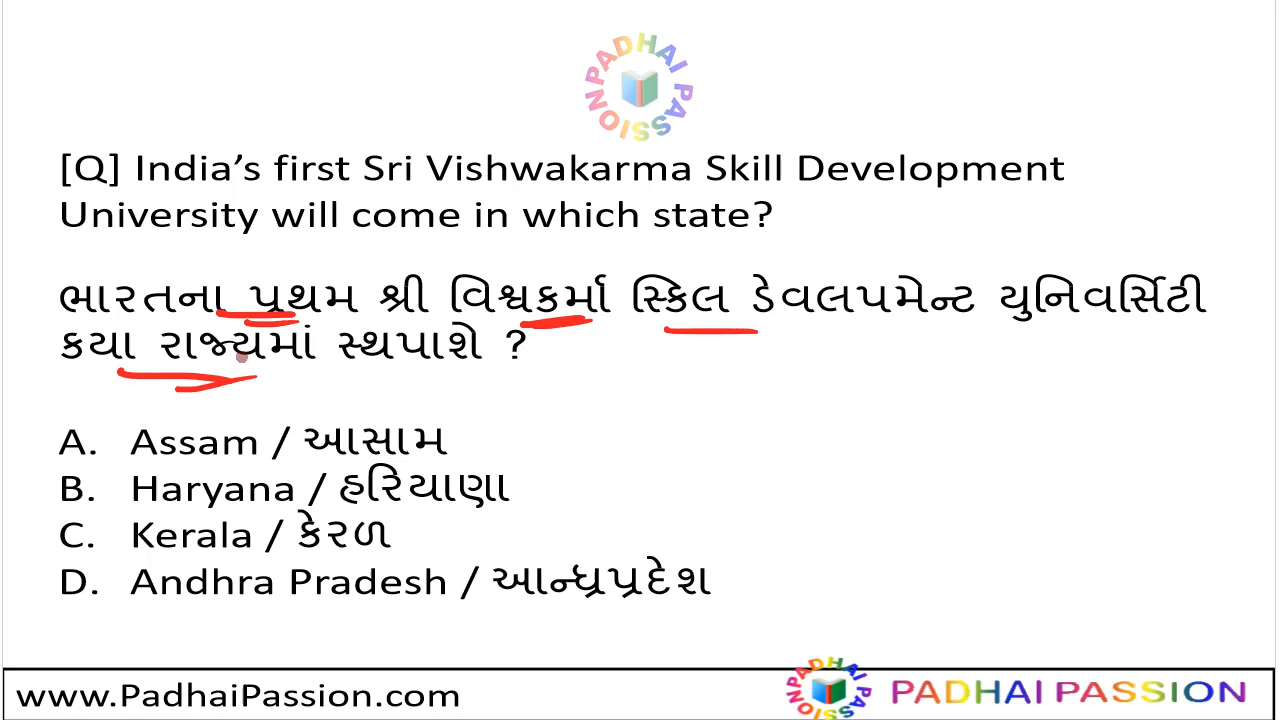 PADHAI PASSION
[Q] India’s first Sri Vishwakarma Skill Development
University will come in which state?
ભારતના પ્રથમ શ્રી વિશ્વકર્મા સ્કિલ ડેવલપમેન્ટ યુનિવર્સિટી
કયા રાજ્યમાં સ્થપાશે ?
A. Assam / આસામ
B. Haryana / હરિયાણા
C. Kerala / કેરળ
D. Andhra Pradesh / આન્ધ્રપ્રદેશ
www.PadhaiPassion.com
PADHAI PASSION
PADHAI PASSION